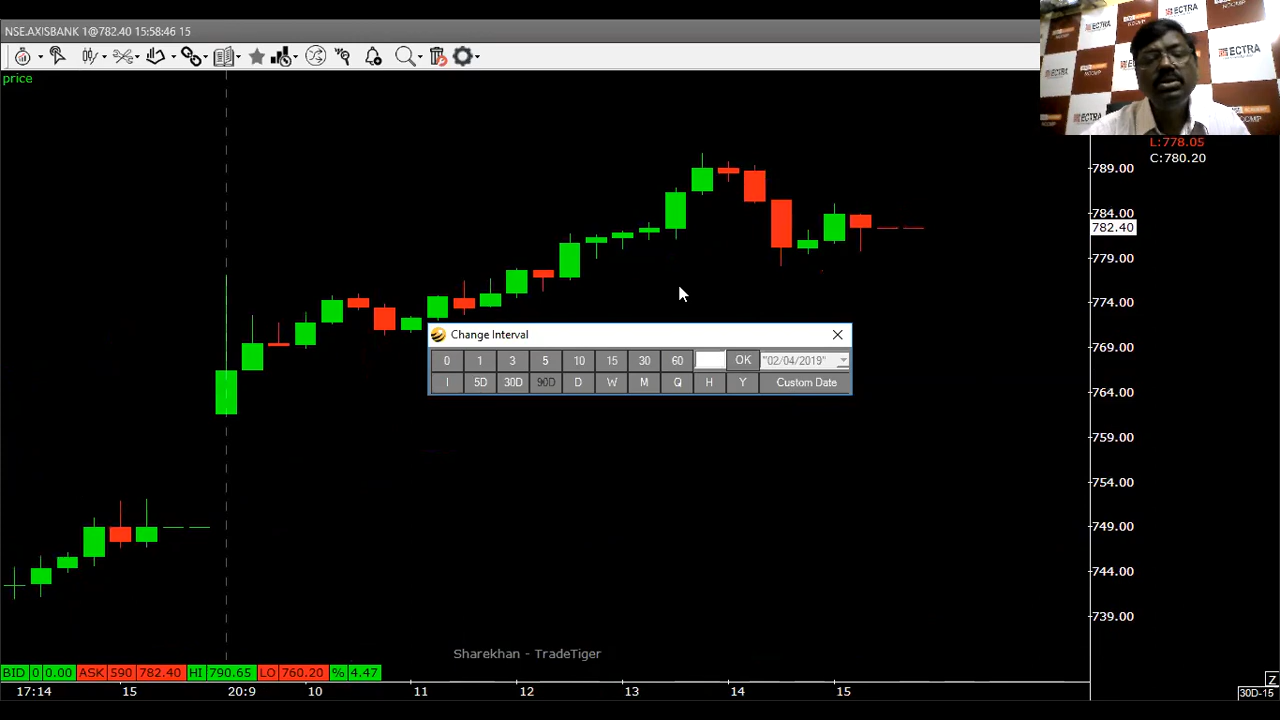 NSE.AXISBANK 1@782.40 15:58:46 15
price
ECTRA
ECTRA
ECTRA
L:778.05
C:780.20
789.00
784.00
782.40
779.00
774.00
769.00
764.00
759.00
754.00
749.00
744.00
739.00
Change Interval
0 1 3 5 10 15 30 60 OK "02/04/2019"
I 5D 30D 90D D W M Q H Y Custom Date
Sharekhan - TradeTiger
BID 0 0.00 ASK 590 782.40 HI 790.65 LO 760.20 % 4.47
17:14 15 20:9 10 11 12 13 14 15
Z
30D-15